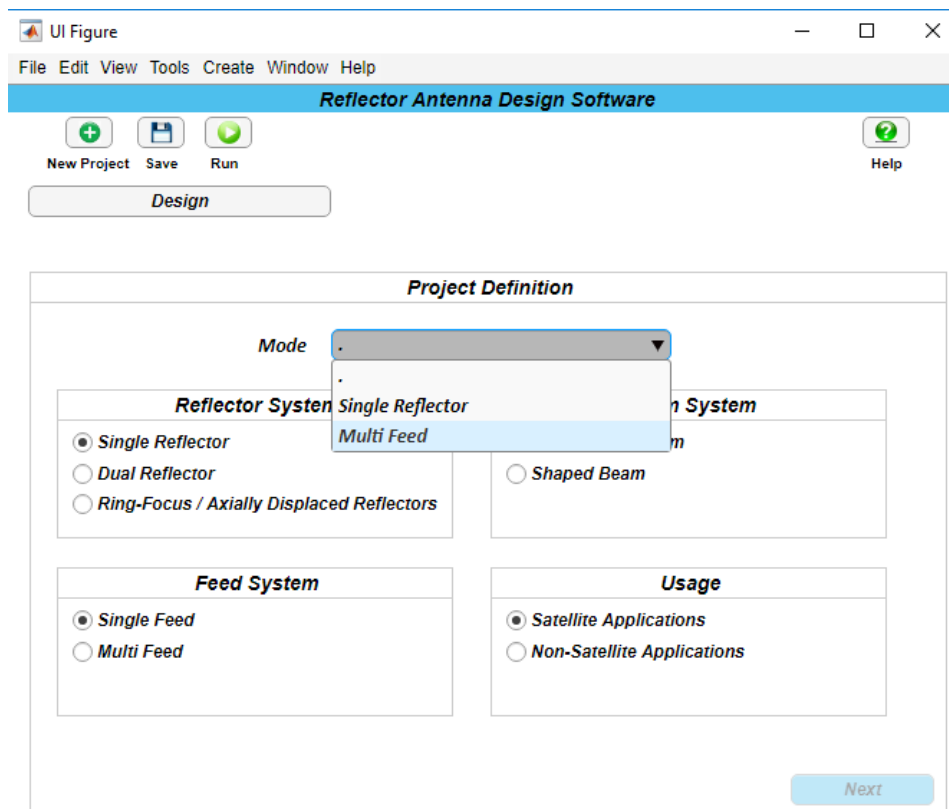 UI Figure
File Edit View Tools Create Window Help
Reflector Antenna Design Software
New Project Save Run Help
Design
Project Definition
Mode .
.
Single Reflector
Multi Feed
Reflector System
Single Reflector
Dual Reflector
Ring-Focus / Axially Displaced Reflectors
System
Shaped Beam
Feed System
Single Feed
Multi Feed
Usage
Satellite Applications
Non-Satellite Applications
Next